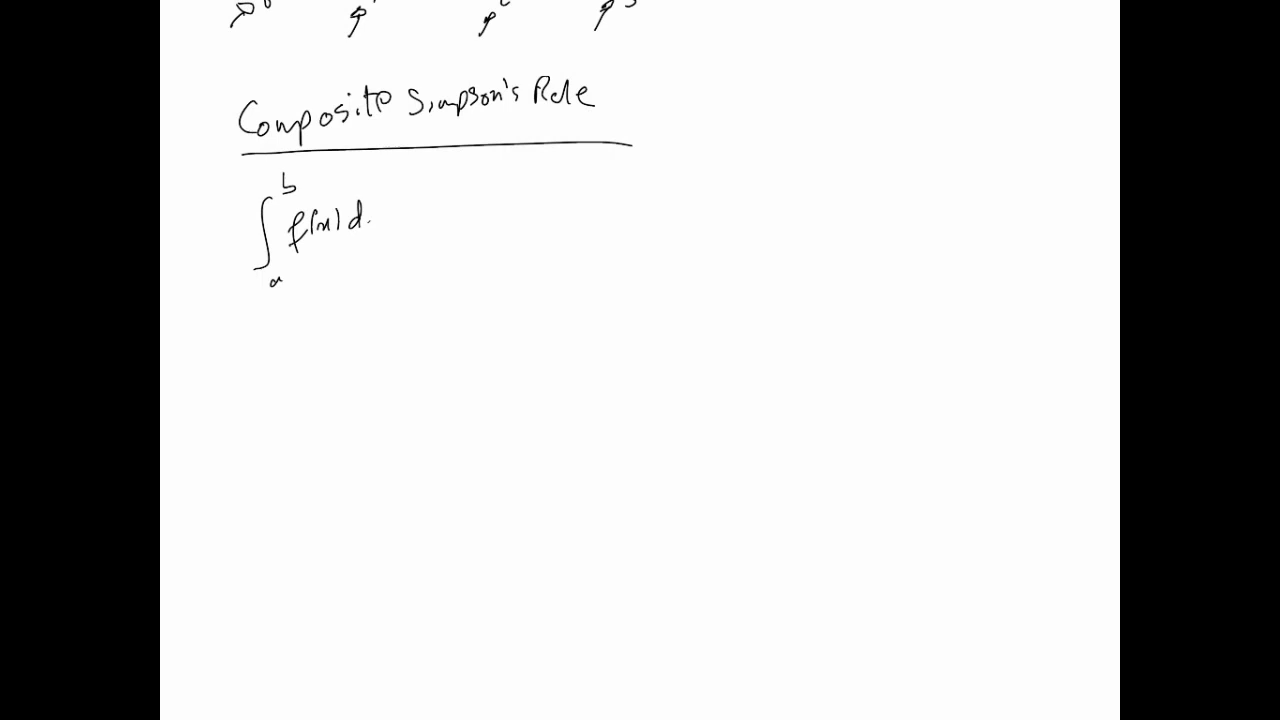 Composite Simpson's Rule
∫_a^b f(x) d